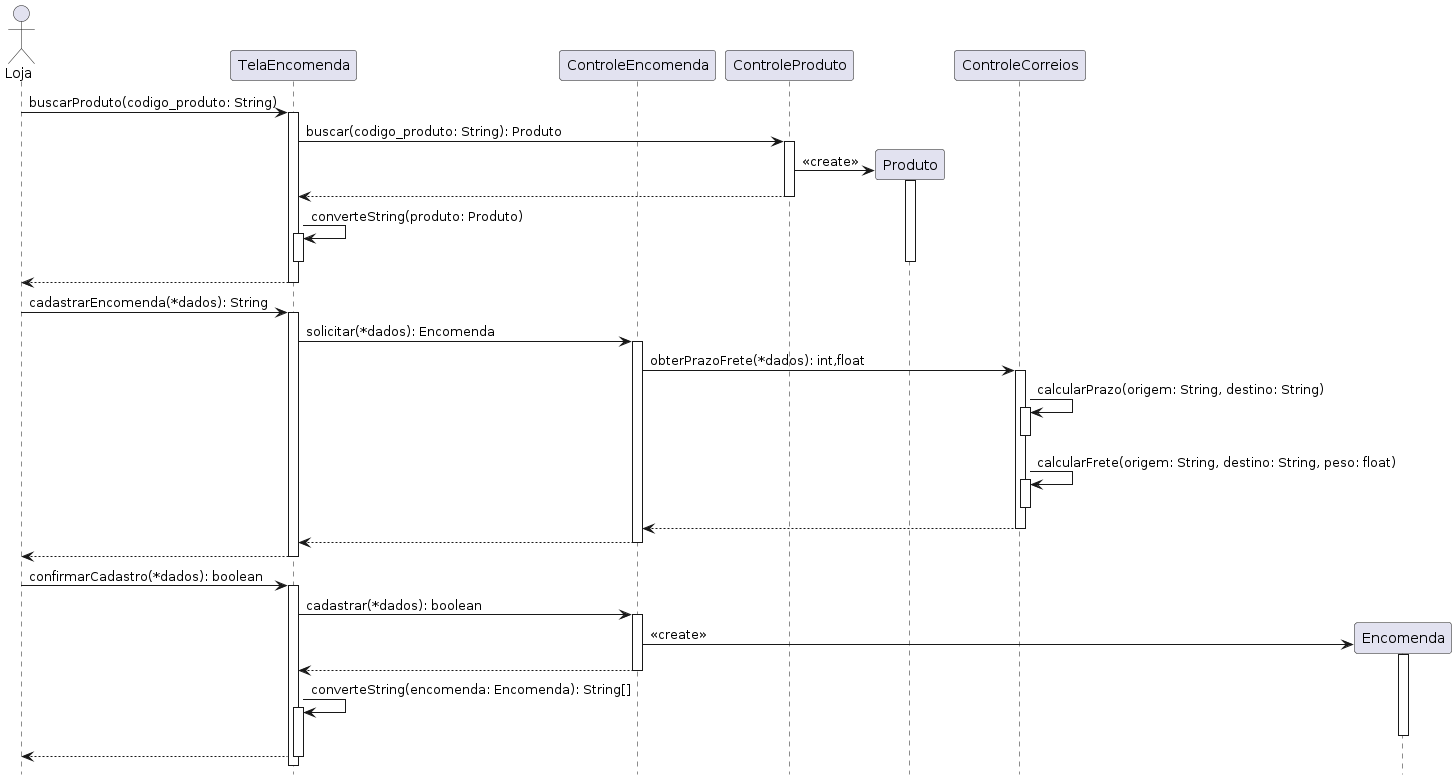 Loja
TelaEncomenda
ControleEncomenda
ControleProduto
ControleCorreios
buscarProduto(codigo_produto: String)
buscar(codigo_produto: String): Produto
«create»
Produto
converteString(produto: Produto)
cadastrarEncomenda(*dados): String
solicitar(*dados): Encomenda
obterPrazoFrete(*dados): int,float
calcularPrazo(origem: String, destino: String)
calcularFrete(origem: String, destino: String, peso: float)
confirmarCadastro(*dados): boolean
cadastrar(*dados): boolean
«create»
Encomenda
converteString(encomenda: Encomenda): String[]